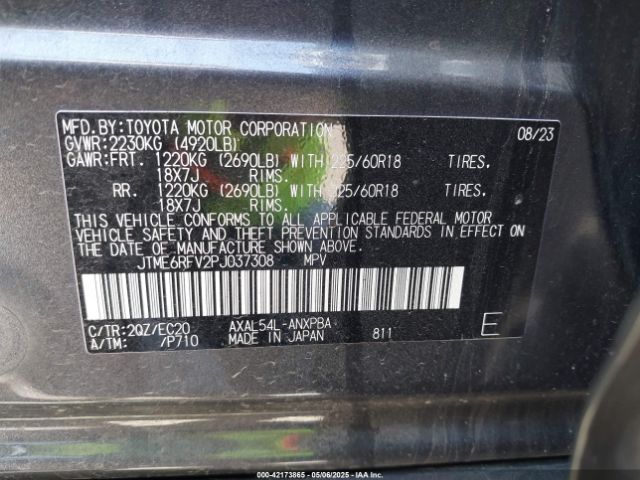 MFD.BY:TOYOTA MOTOR CORPORATION 08/23
GVWR:2230KG (4920LB)
GAWR:FRT. 1220KG (2690LB) WITH 225/60R18 TIRES.
18X7J RIMS.
RR. 1220KG (2690LB) WITH 225/60R18 TIRES.
18X7J RIMS.
THIS VEHICLE CONFORMS TO ALL APPLICABLE FEDERAL MOTOR
VEHICLE SAFETY AND THEFT PREVENTION STANDARDS IN EFFECT ON
THE DATE OF MANUFACTURE SHOWN ABOVE.
JTME6RFV2PJ037308 MPV
C/TR:2QZ/EC20 AXAL54L-ANXPBA
A/TM: /P710 MADE IN JAPAN 811 E
000-42173865 - 05/06/2025 - IAA Inc.